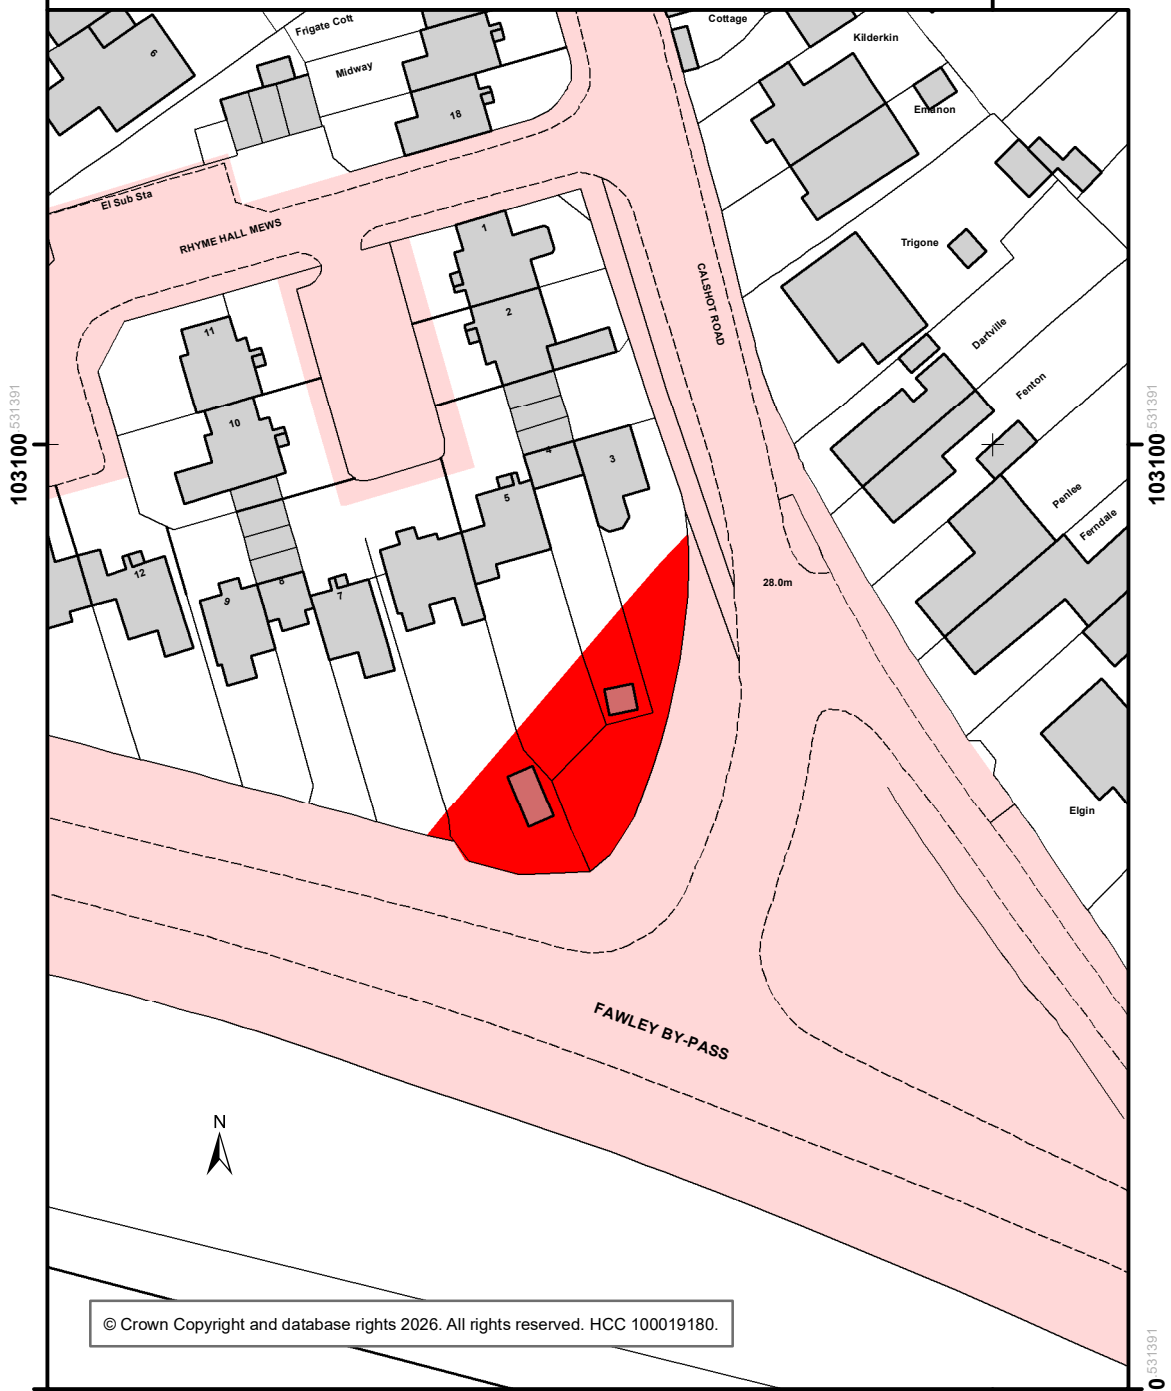 Frigate Cott
Cottage
Kilderkin
6
Midway
18
Emanon
El Sub Sta
RHYME HALL MEWS
1
Trigone
CALSHOT ROAD
2
11
Dartville
Fenton
10
103100.531391
103100.531391
4
3
5
Penlee
Ferndale
12
9
8
7
28.0m
Elgin
FAWLEY BY-PASS
N
© Crown Copyright and database rights 2026. All rights reserved. HCC 100019180.
0.531391